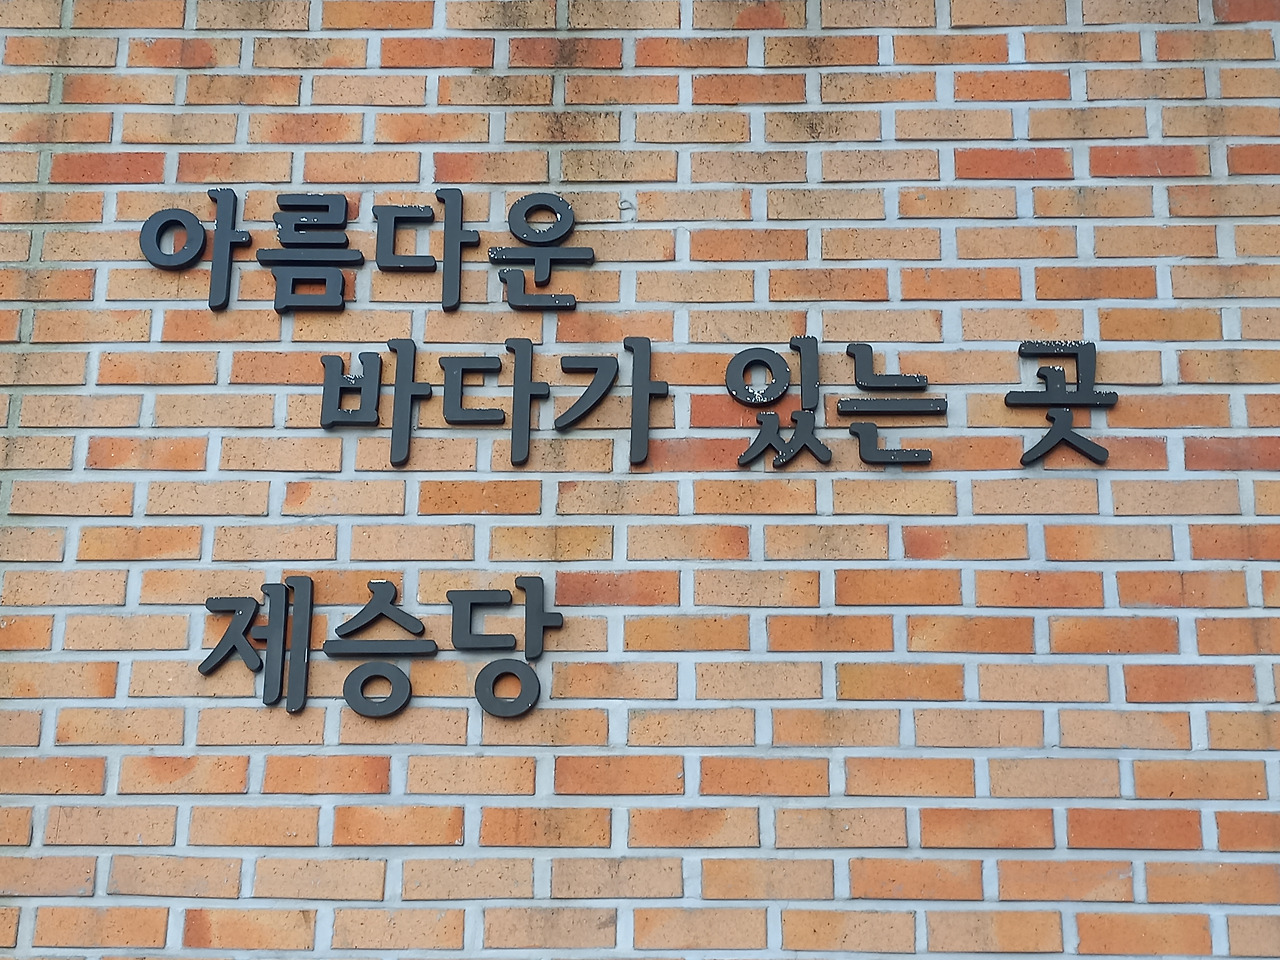 아름다운
바다가 있는 곳
제승당